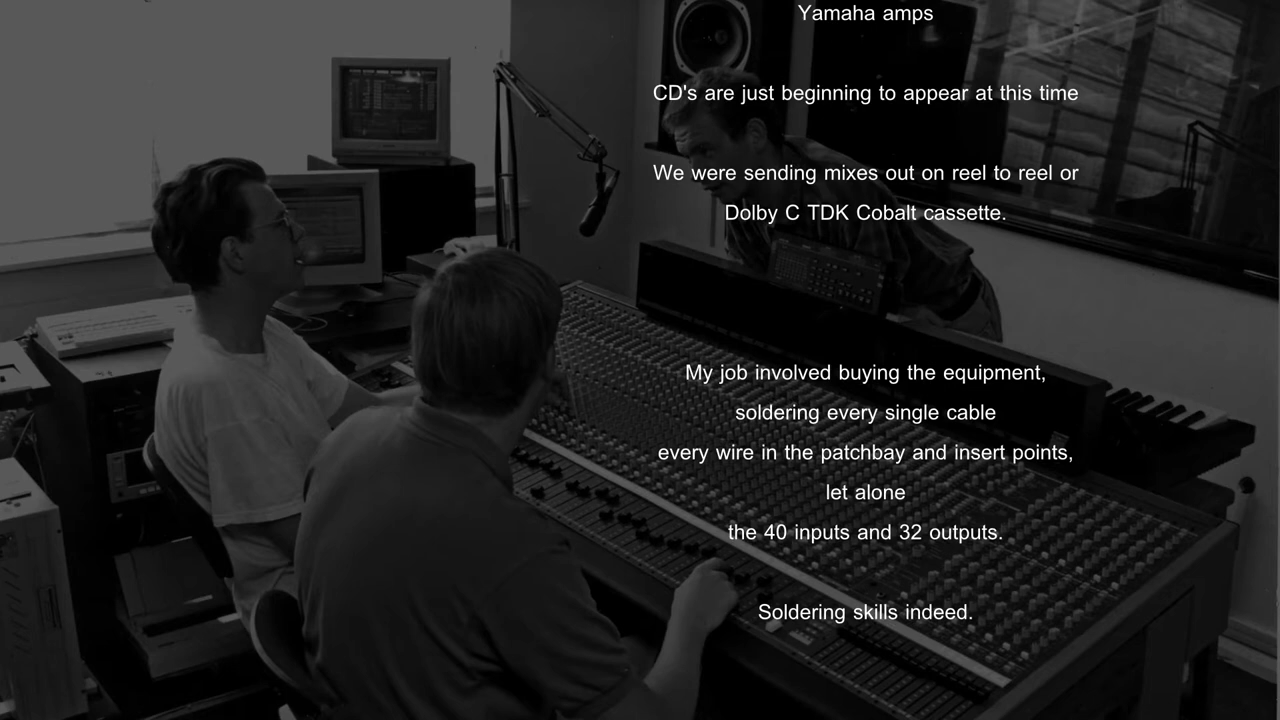 Yamaha amps
CD's are just beginning to appear at this time
We were sending mixes out on reel to reel or
Dolby C TDK Cobalt cassette.
My job involved buying the equipment,
soldering every single cable
every wire in the patchbay and insert points,
let alone
the 40 inputs and 32 outputs.
Soldering skills indeed.